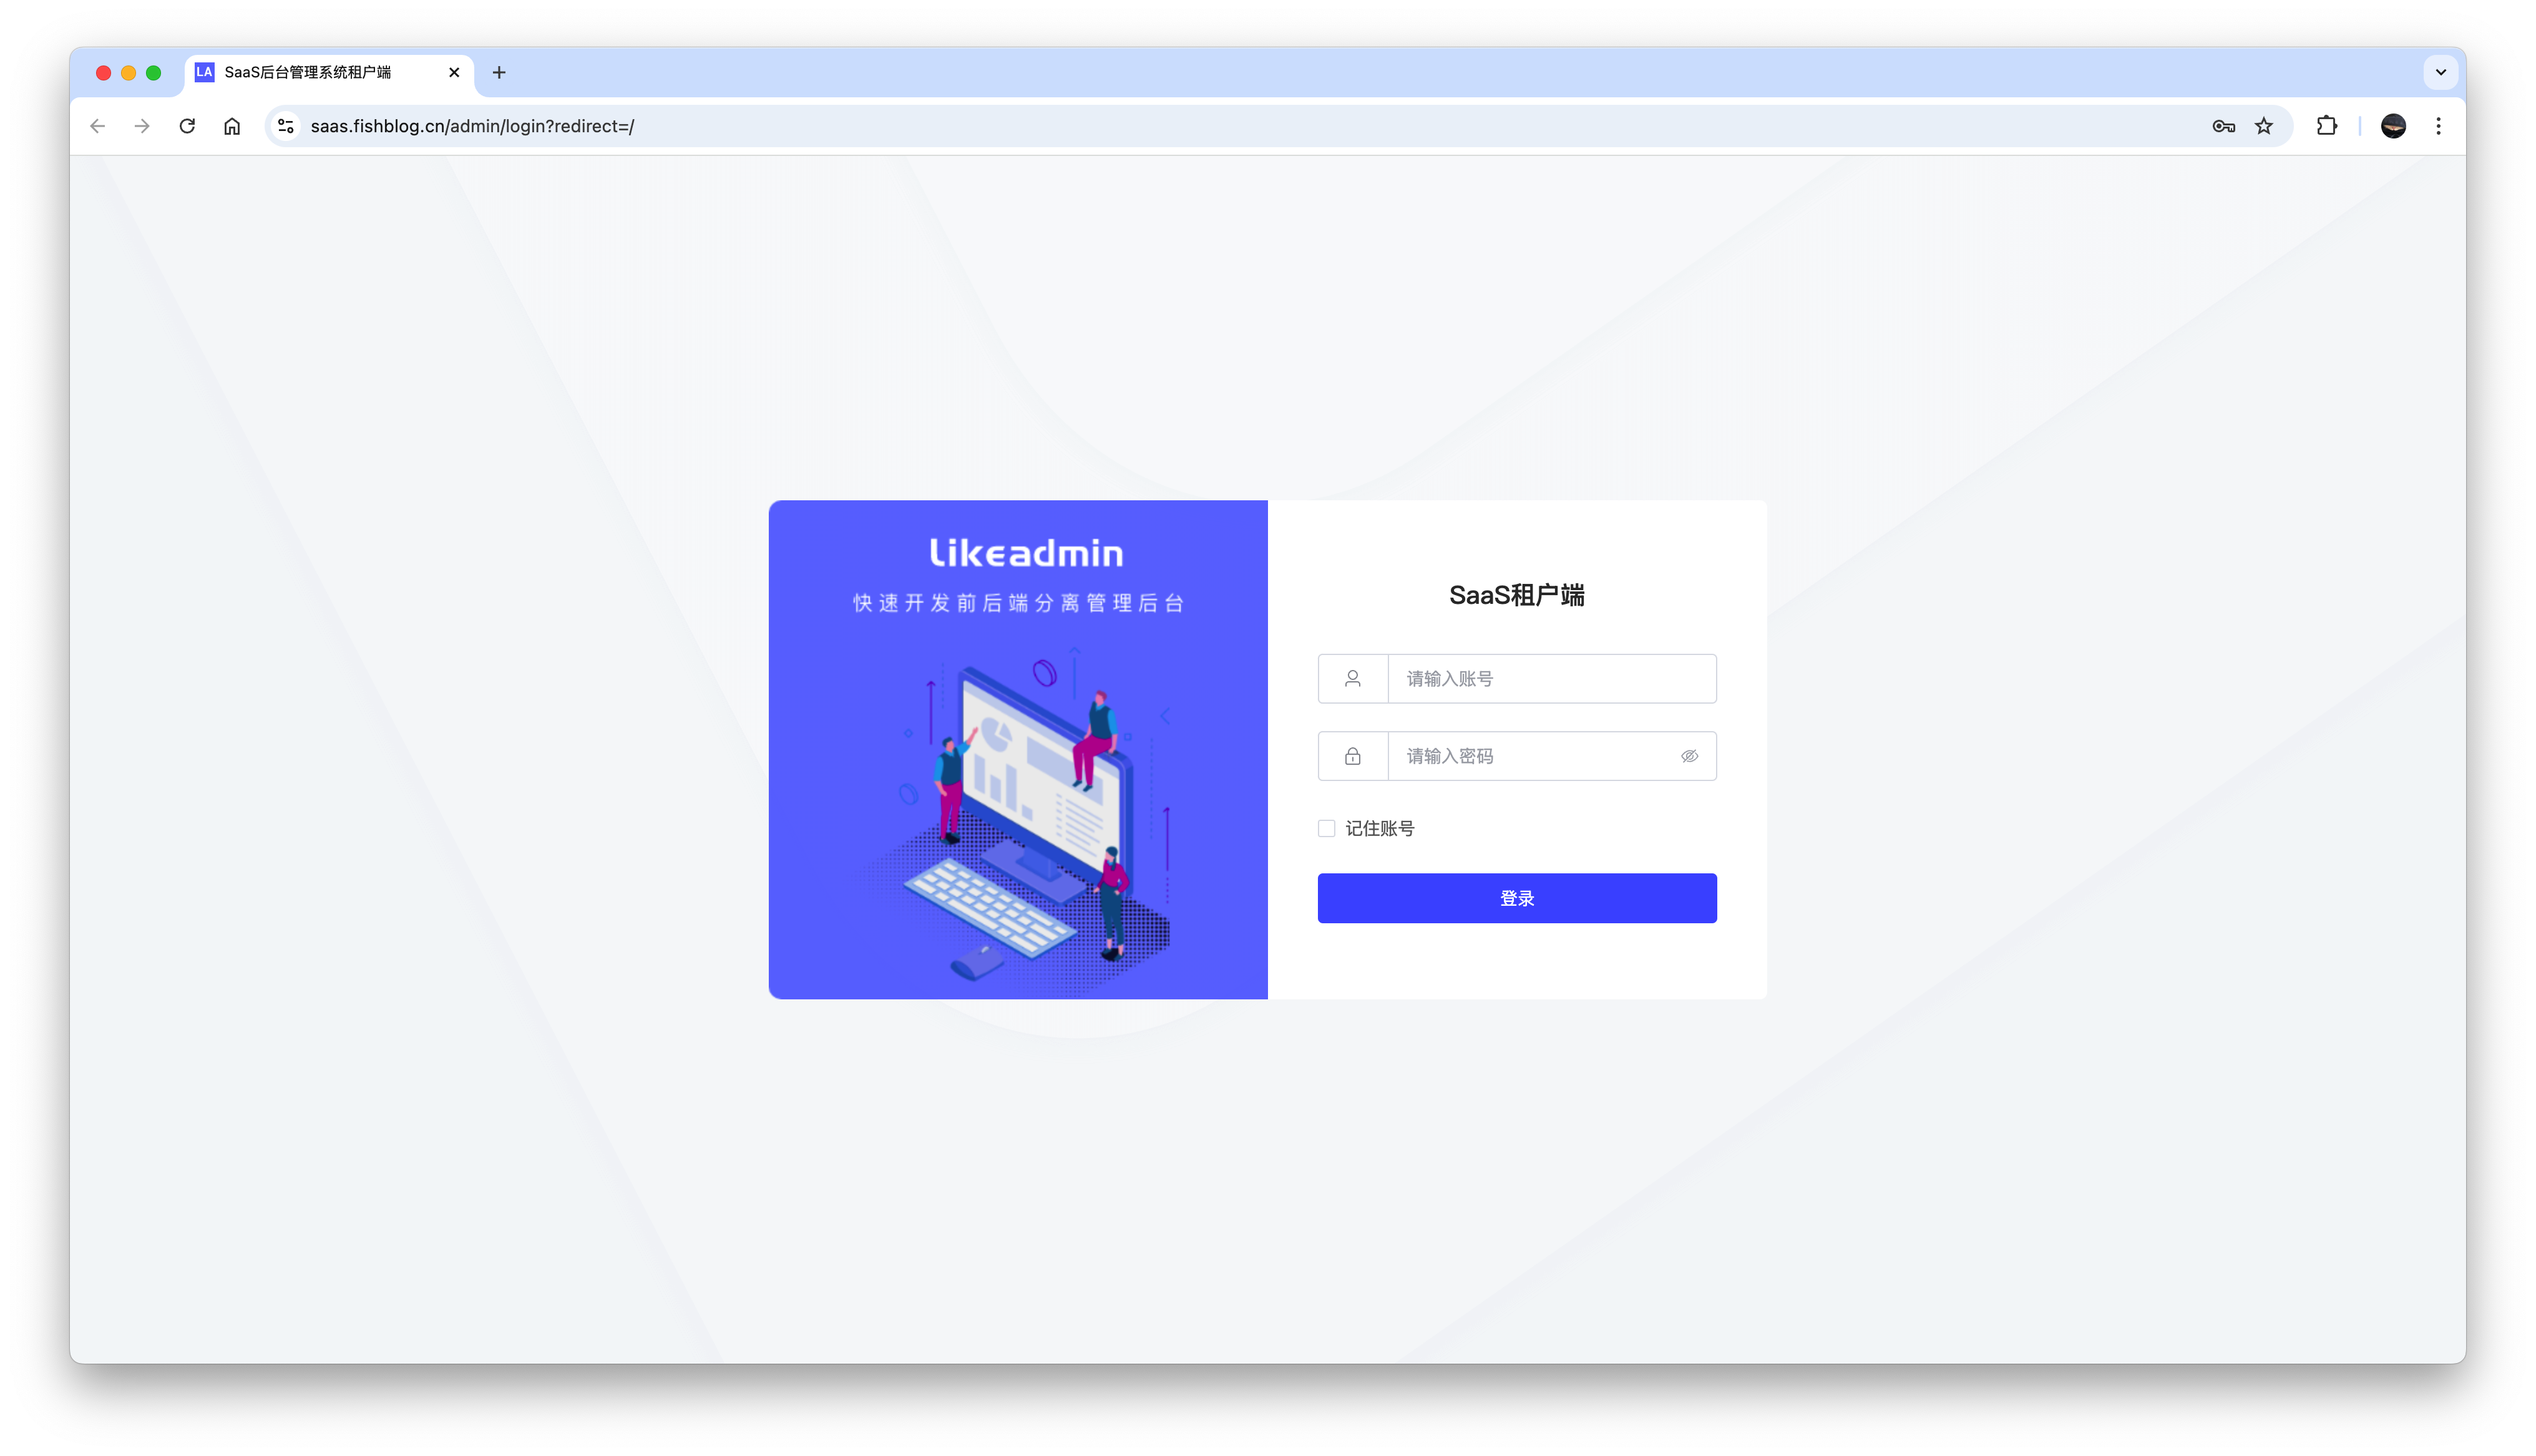 LA SaaS后台管理系统租户端
saas.fishblog.cn/admin/login?redirect=/
likeadmin
快速开发前后端分离管理后台
SaaS租户端
请输入账号
请输入密码
记住账号
登录